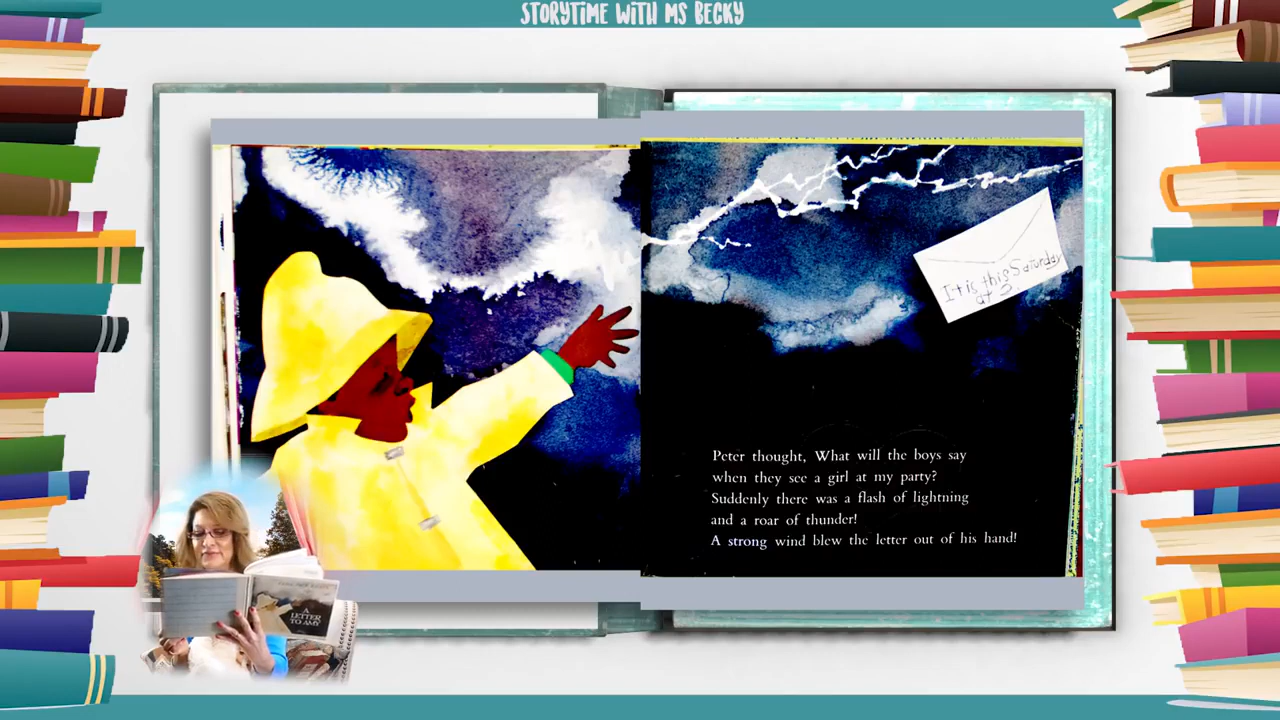 STORYTIME WITH MS BECKY
It is this Saturday
at 2
Peter thought, What will the boys say
when they see a girl at my party?
Suddenly there was a flash of lightning
and a roar of thunder!
A strong wind blew the letter out of his hand!
A
LETTER
TO AMY